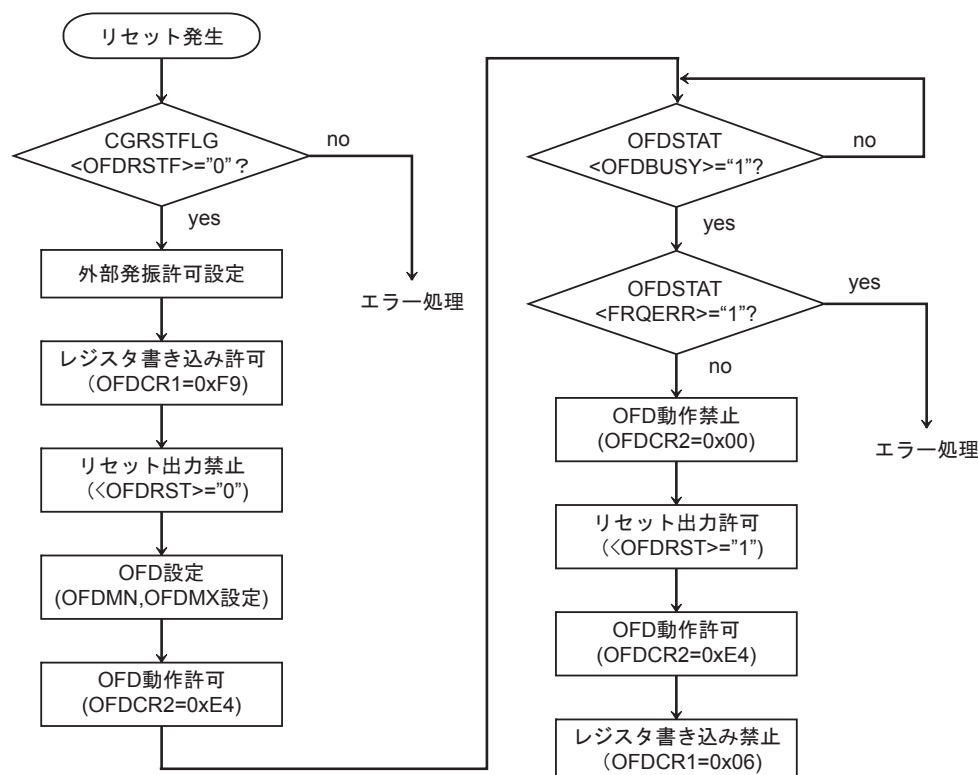 リセット発生
CGRSTFLG
<OFDRSTF>="0"?
no
yes
外部発振許可設定
エラー処理
レジスタ書き込み許可
(OFDCR1=0xF9)
リセット出力禁止
(<OFDRST>="0")
OFD設定
(OFDMN,OFDMX設定)
OFD動作許可
(OFDCR2=0xE4)
OFDSTAT
<OFDBUSY>="1"?
no
yes
OFDSTAT
<FRQERR>="1"?
yes
no
OFD動作禁止
(OFDCR2=0x00)
エラー処理
リセット出力許可
(<OFDRST>="1")
OFD動作許可
(OFDCR2=0xE4)
レジスタ書き込み禁止
(OFDCR1=0x06)